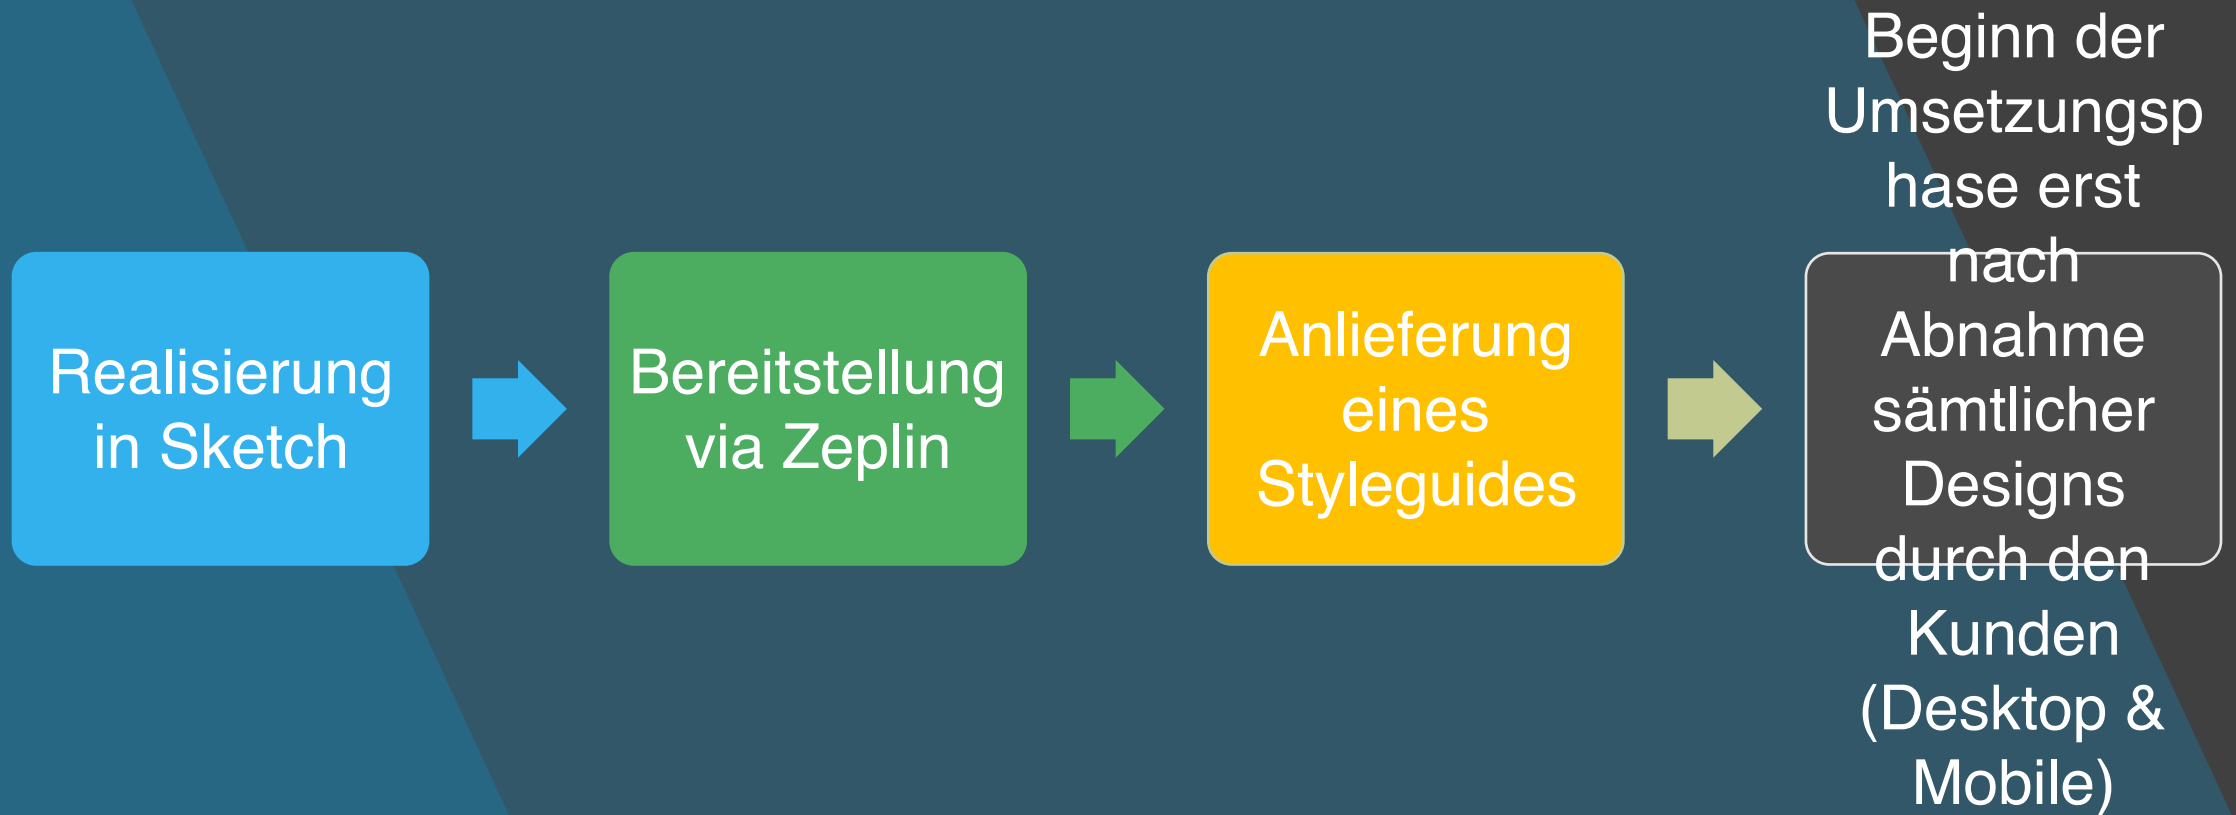 Realisierung
in Sketch
Bereitstellung
via Zeplin
Anlieferung
eines
Styleguides
Beginn der
Umsetzungsp
hase erst
nach
Abnahme
sämtlicher
Designs
durch den
Kunden
(Desktop &
Mobile)